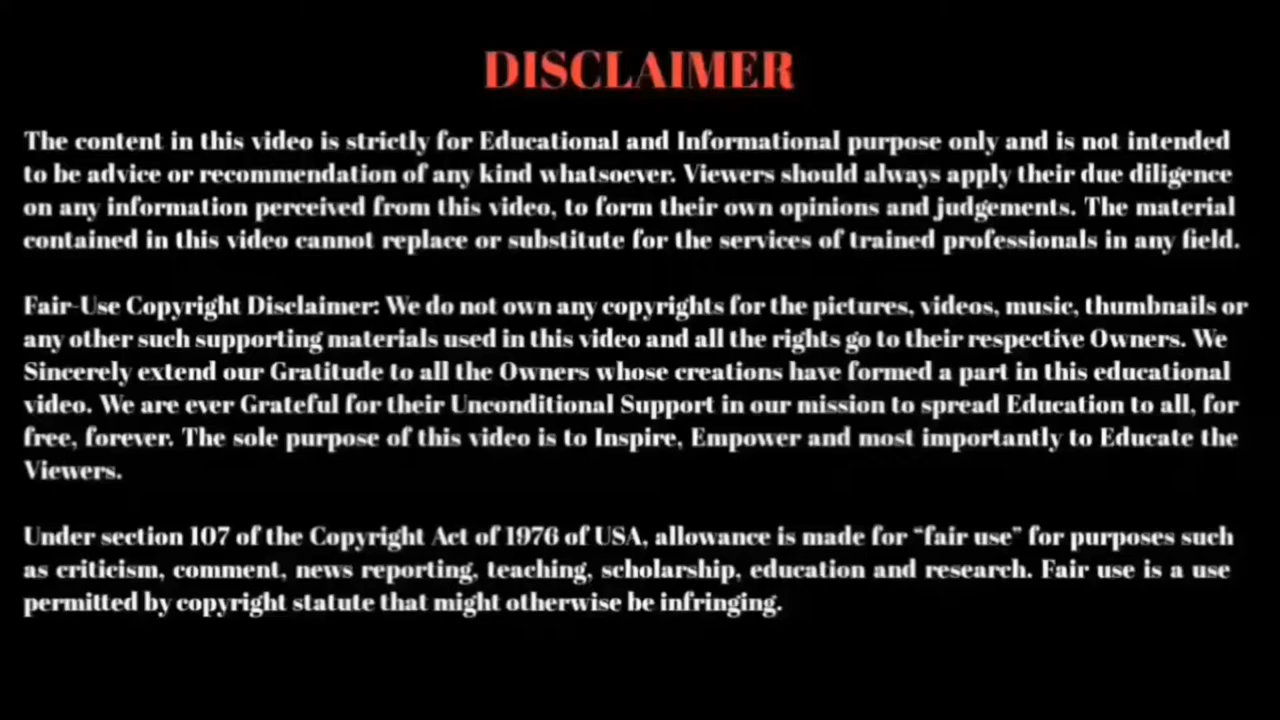 DISCLAIMER
The content in this video is strictly for Educational and Informational purpose only and is not intended
to be advice or recommendation of any kind whatsoever. Viewers should always apply their due diligence
on any information perceived from this video, to form their own opinions and judgements. The material
contained in this video cannot replace or substitute for the services of trained professionals in any field.
Fair-Use Copyright Disclaimer: We do not own any copyrights for the pictures, videos, music, thumbnails or
any other such supporting materials used in this video and all the rights go to their respective Owners. We
Sincerely extend our Gratitude to all the Owners whose creations have formed a part in this educational
video. We are ever Grateful for their Unconditional Support in our mission to spread Education to all, for
free, forever. The sole purpose of this video is to Inspire, Empower and most importantly to Educate the
Viewers.
Under section 107 of the Copyright Act of 1976 of USA, allowance is made for “fair use” for purposes such
as criticism, comment, news reporting, teaching, scholarship, education and research. Fair use is a use
permitted by copyright statute that might otherwise be infringing.